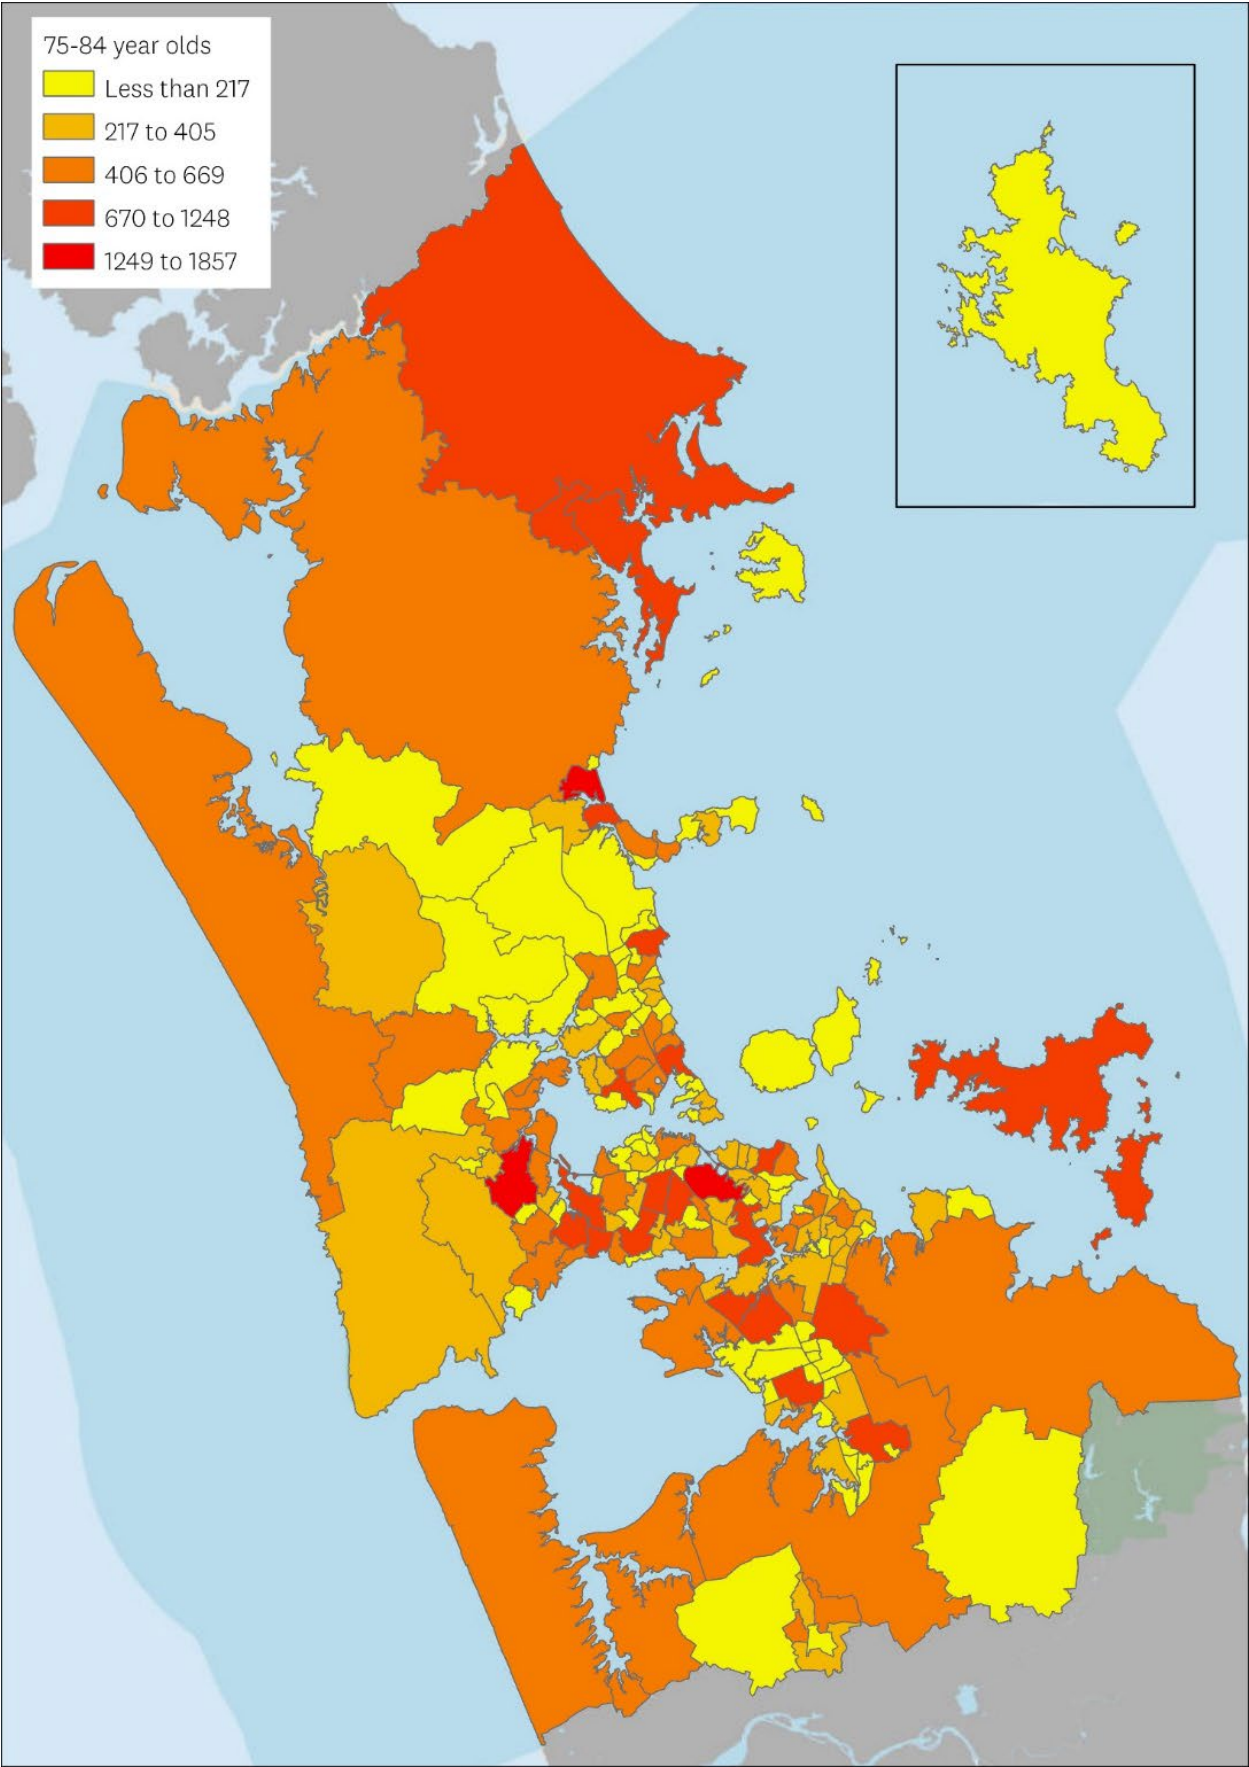 75-84 year olds
Less than 217
217 to 405
406 to 669
670 to 1248
1249 to 1857